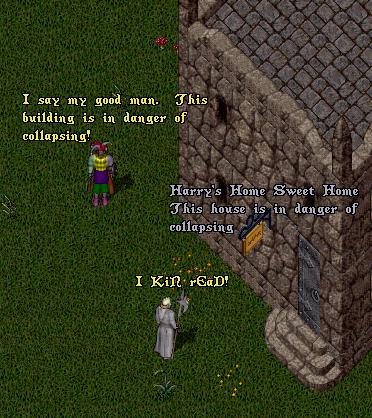 I say my good man. This
building is in danger of
collapsing!
Harry's Home Sweet Home
This house is in danger of
collapsing
I KiN rEaD!